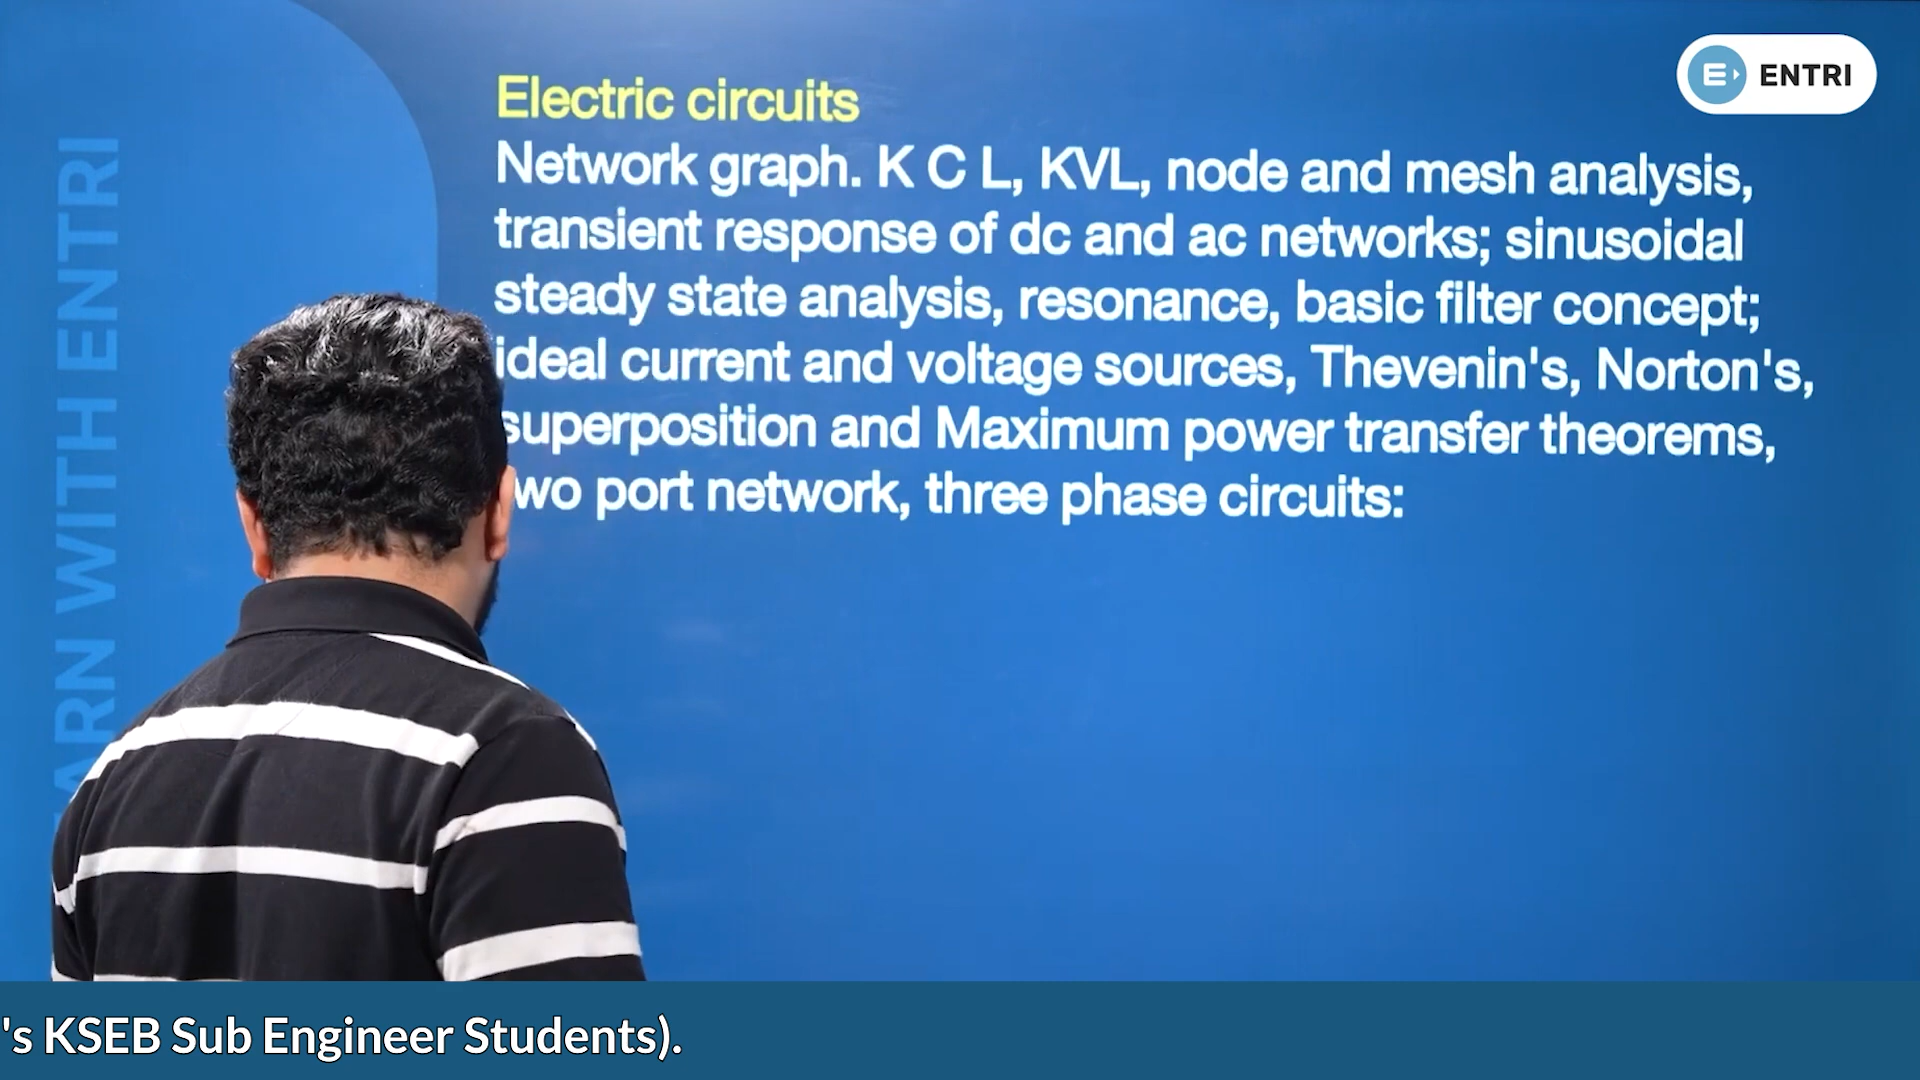 ENTRI
Electric circuits
Network graph. K C L, KVL, node and mesh analysis,
transient response of dc and ac networks; sinusoidal
steady state analysis, resonance, basic filter concept;
ideal current and voltage sources, Thevenin's, Norton's,
superposition and Maximum power transfer theorems,
two port network, three phase circuits:
WITH ENTRI
's KSEB Sub Engineer Students).